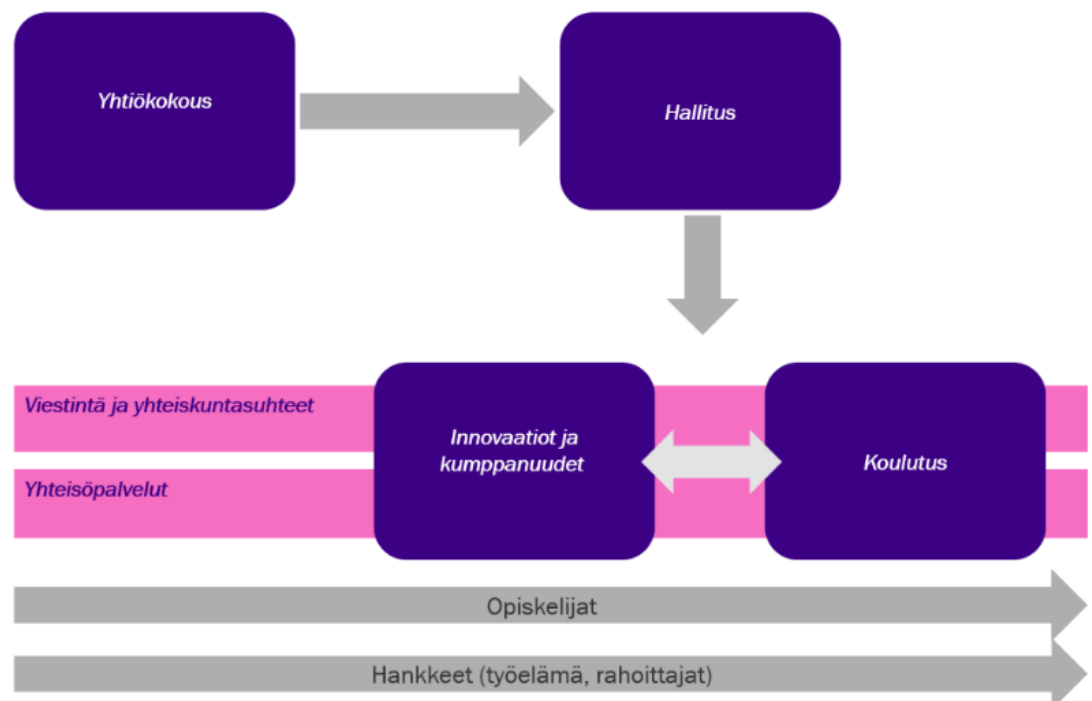 Yhtiökokous
Hallitus
Viestintä ja yhteiskuntasuhteet
Innovaatiot ja
kumppanuudet
Koulutus
Yhteisöpalvelut
Opiskelijat
Hankkeet (työelämä, rahoittajat)